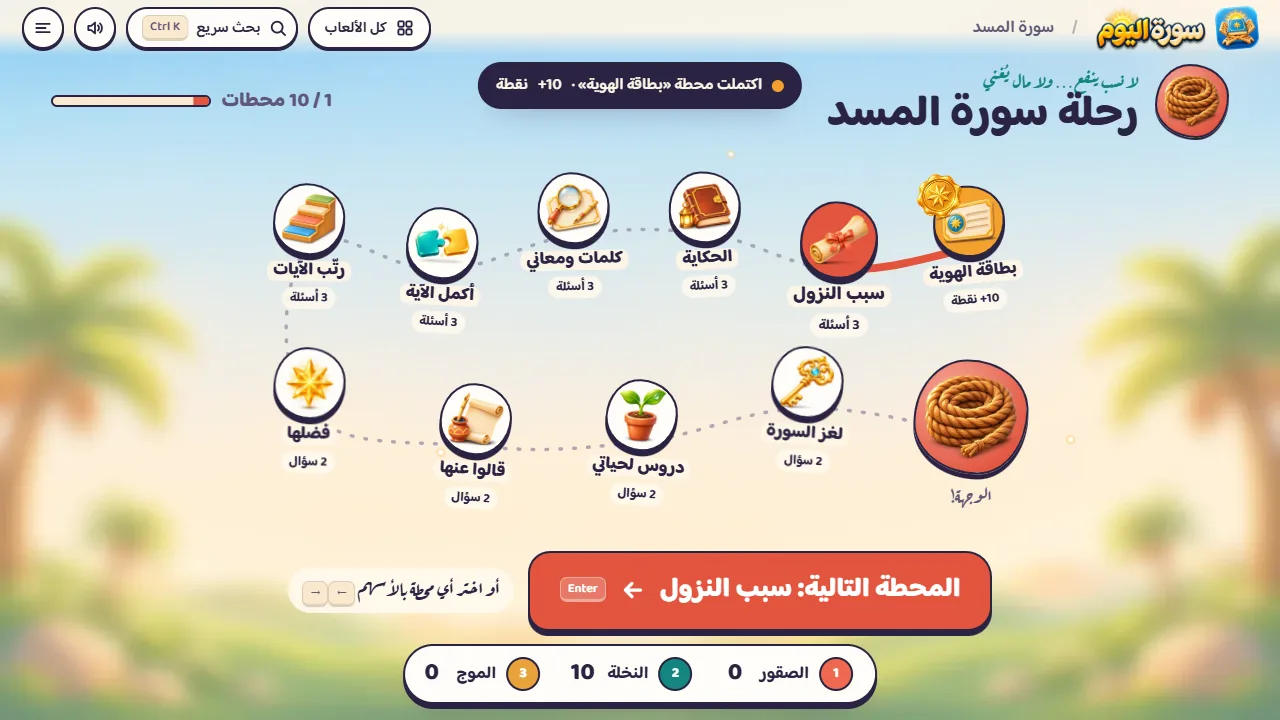 سورة اليوم
/
سورة المسد
كل الألعاب
بحث سريع
Ctrl K
لا نسب ينفع... ولا مال يُغني
رحلة سورة المسد
اكتملت محطة «بطاقة الهوية» · +10 نقطة
1 / 10 محطات
بطاقة الهوية
+10 نقطة
سبب النزول
3 أسئلة
الحكاية
3 أسئلة
كلمات ومعاني
3 أسئلة
أكمل الآية
3 أسئلة
رتّب الآيات
3 أسئلة
فضلها
2 سؤال
قالوا عنها
2 سؤال
دروس لحياتي
2 سؤال
لغز السورة
2 سؤال
الوجهة!
المحطة التالية: سبب النزول ← Enter
أو اختر أي محطة بالأسهم ← →
1 الصقور 0
2 النخلة 10
3 الموج 0